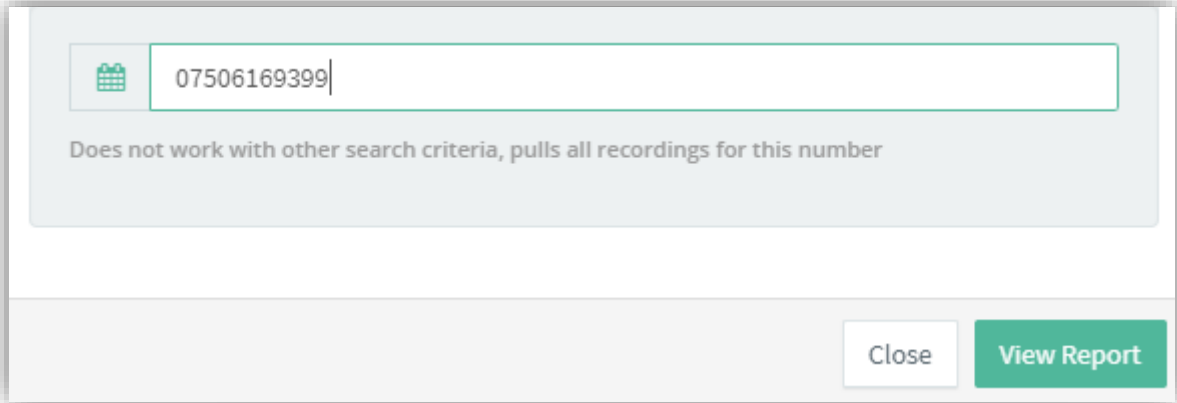 07506169399
Does not work with other search criteria, pulls all recordings for this number
Close
View Report